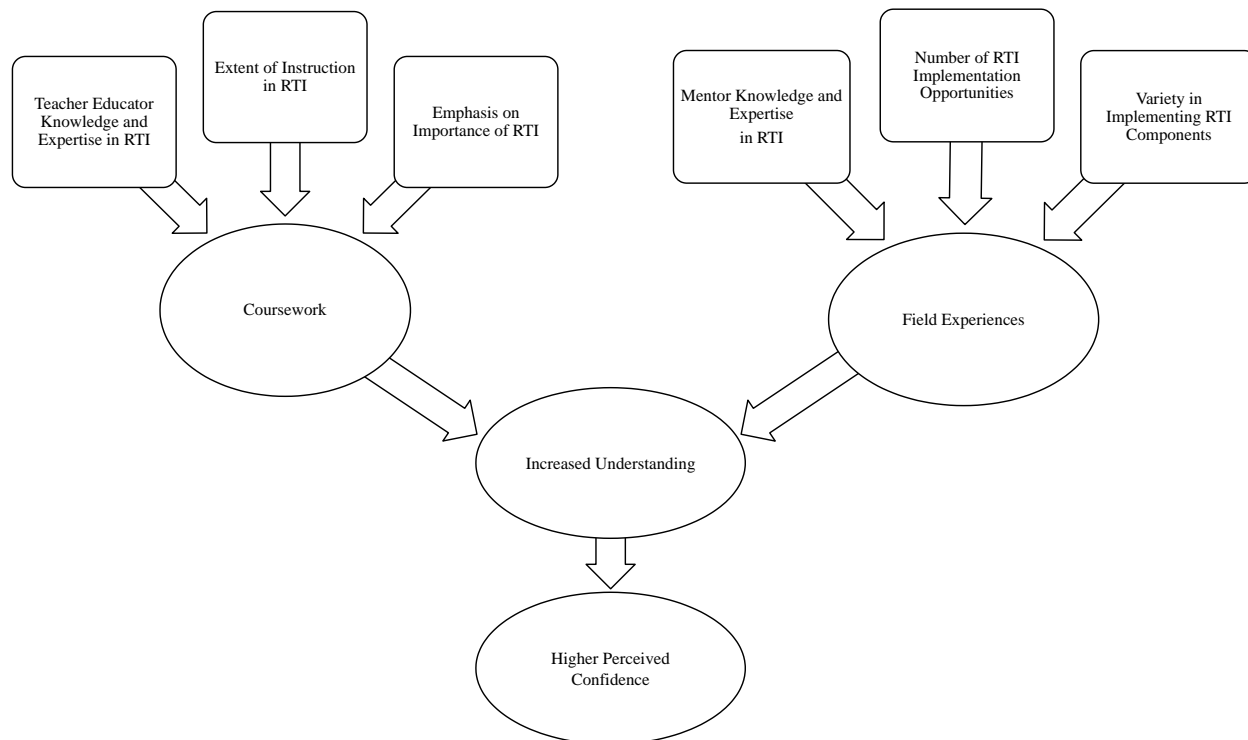 Teacher Educator
Knowledge and
Expertise in RTI
Extent of Instruction
in RTI
Emphasis on
Importance of RTI
Mentor Knowledge and
Expertise
in RTI
Number of RTI
Implementation
Opportunities
Variety in
Implementing RTI
Components
Coursework
Field Experiences
Increased Understanding
Higher Perceived
Confidence